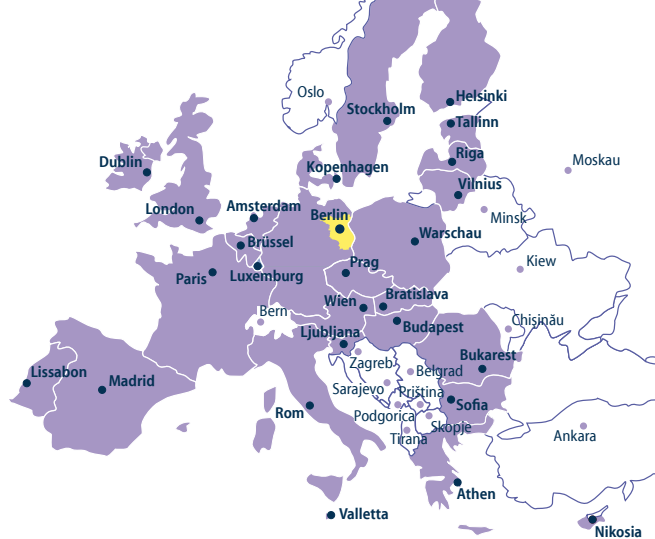 Oslo
Helsinki
Stockholm
Tallinn
Riga
Moskau
Dublin
Kopenhagen
Vilnius
London
Amsterdam
Berlin
Minsk
Brüssel
Warschau
Prag
Kiew
Paris
Luxemburg
Wien
Bratislava
Bern
Chişinău
Ljubljana
Budapest
Zagreb
Bukarest
Lissabon
Madrid
Belgrad
Sarajevo
Priština
Rom
Podgorica
Sofia
Skopje
Tirana
Ankara
Athen
Valletta
Nikosia